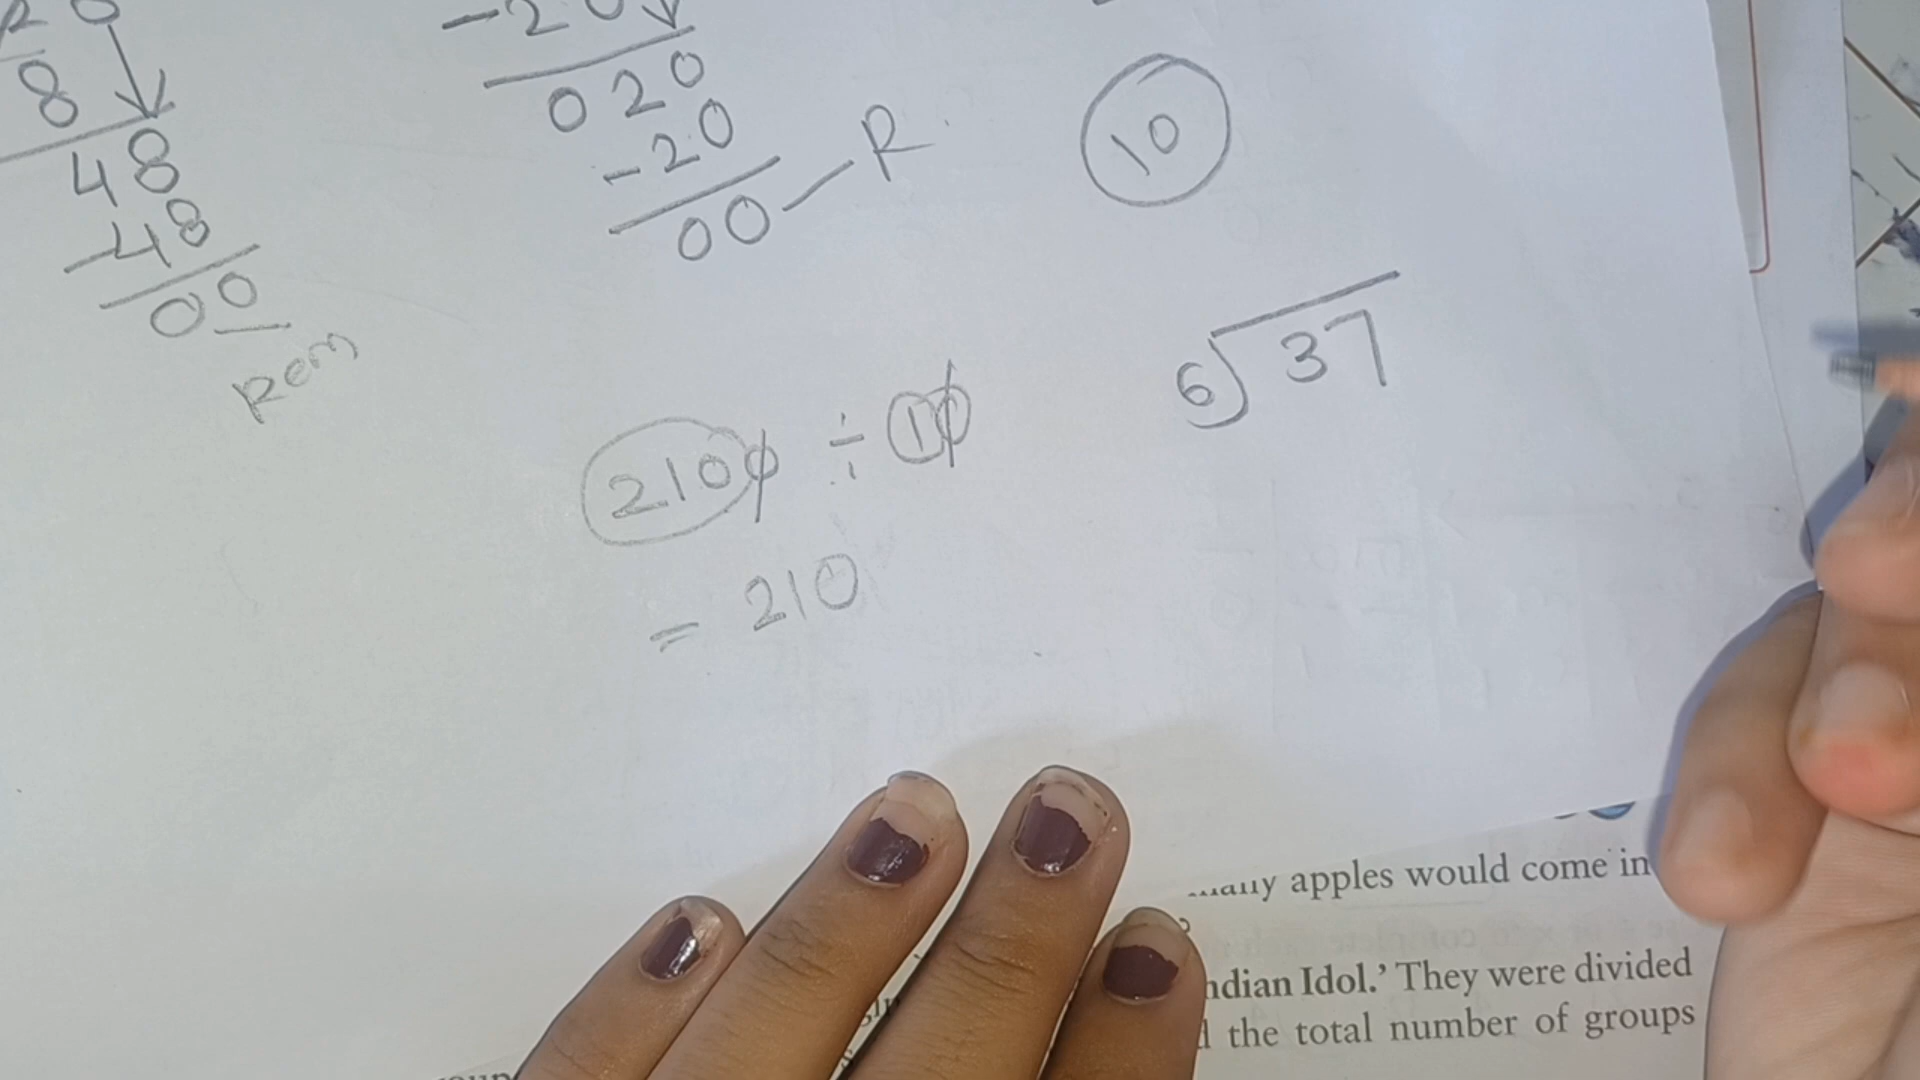 8
48
-48
00
Rem
-20
020
-20
00 — R
10
2100 ÷ 10
= 210
6) 37
apples would come in
ndian Idol.’ They were divided
the total number of groups